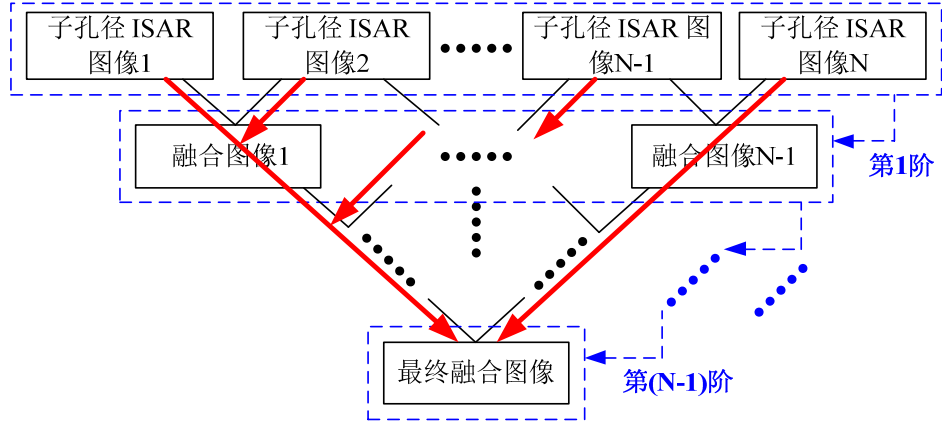 子孔径 ISAR
图像1
子孔径 ISAR
图像2
子孔径 ISAR 图
像N-1
子孔径 ISAR
图像N
融合图像1
融合图像N-1
第1阶
最终融合图像
第(N-1)阶